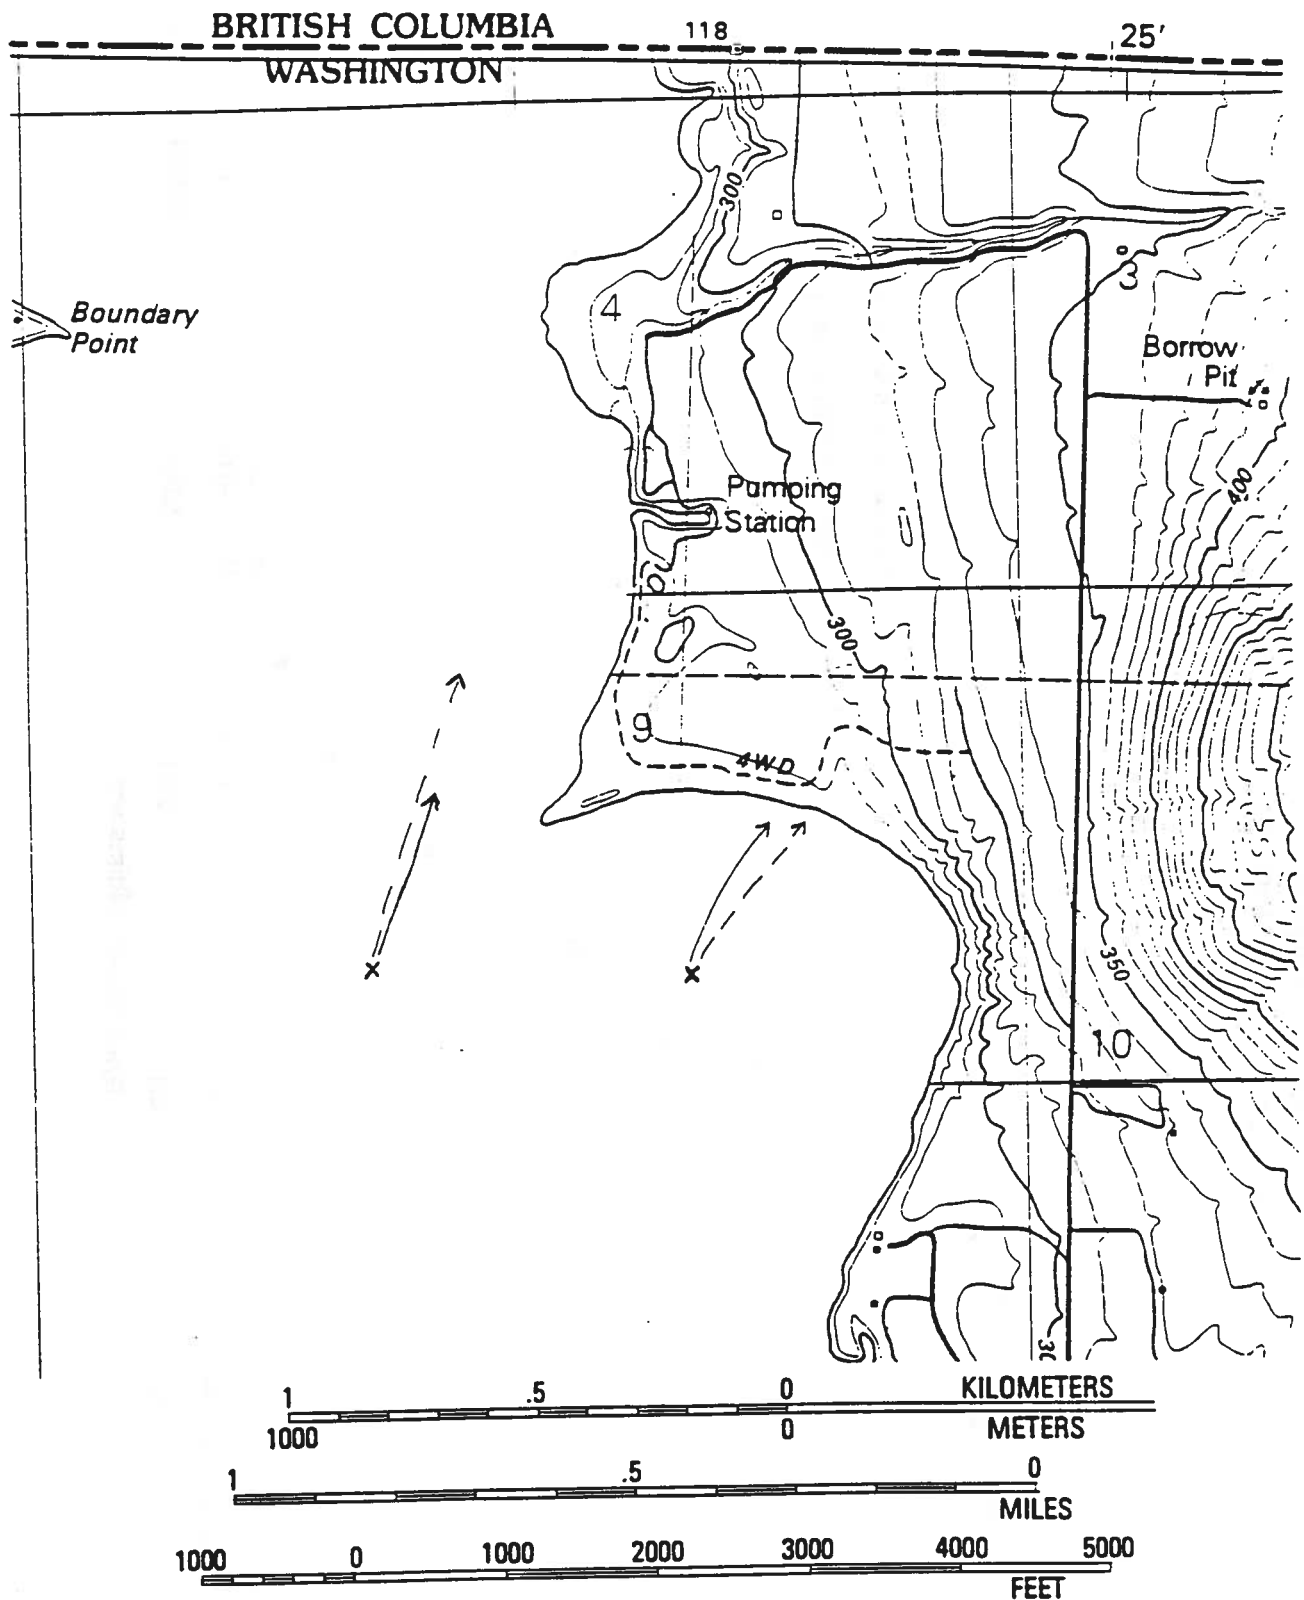 BRITISH COLUMBIA
118
25′
WASHINGTON
300
3
4
Boundary
Point
Borrow
Pit
400
Pumping
Station
300
9
4WD
350
10
1 .5 0 KILOMETERS
1000 0 METERS
1 .5 0
MILES
1000 0 1000 2000 3000 4000 5000
FEET